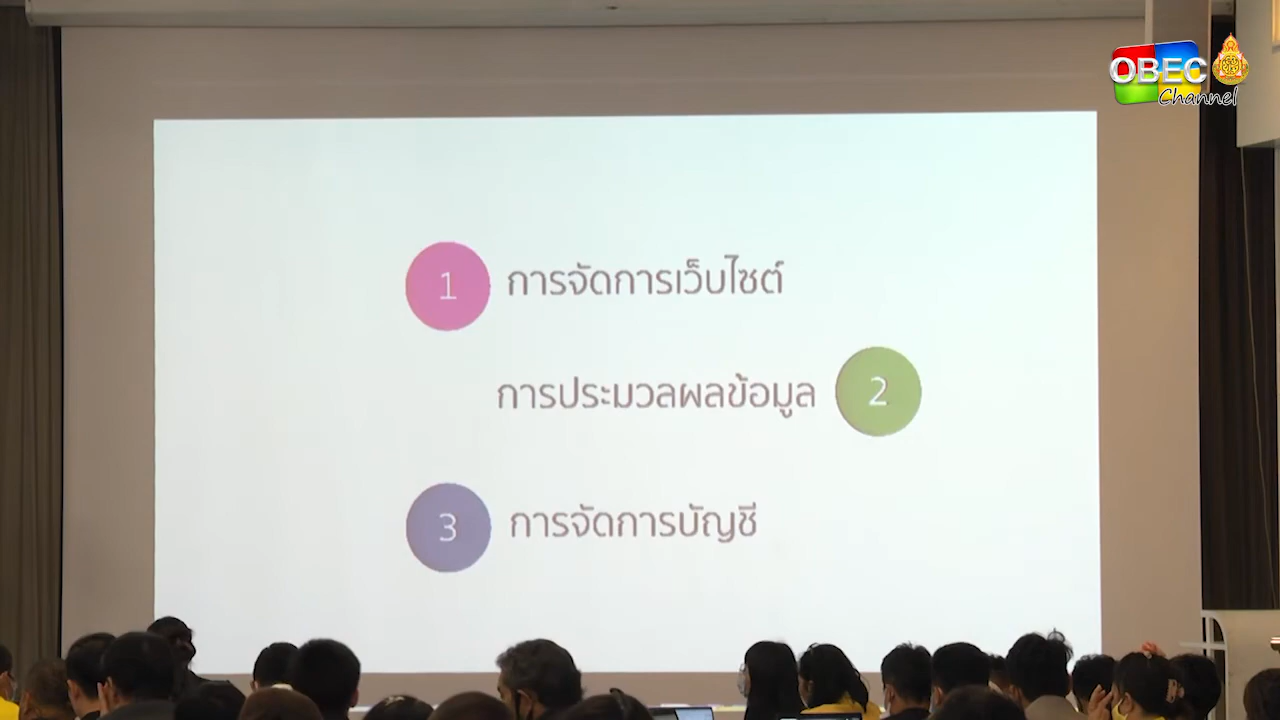 OBEC
Channel
1 การจัดการเว็บไซต์
การประมวลผลข้อมูล 2
3 การจัดการบัญชี